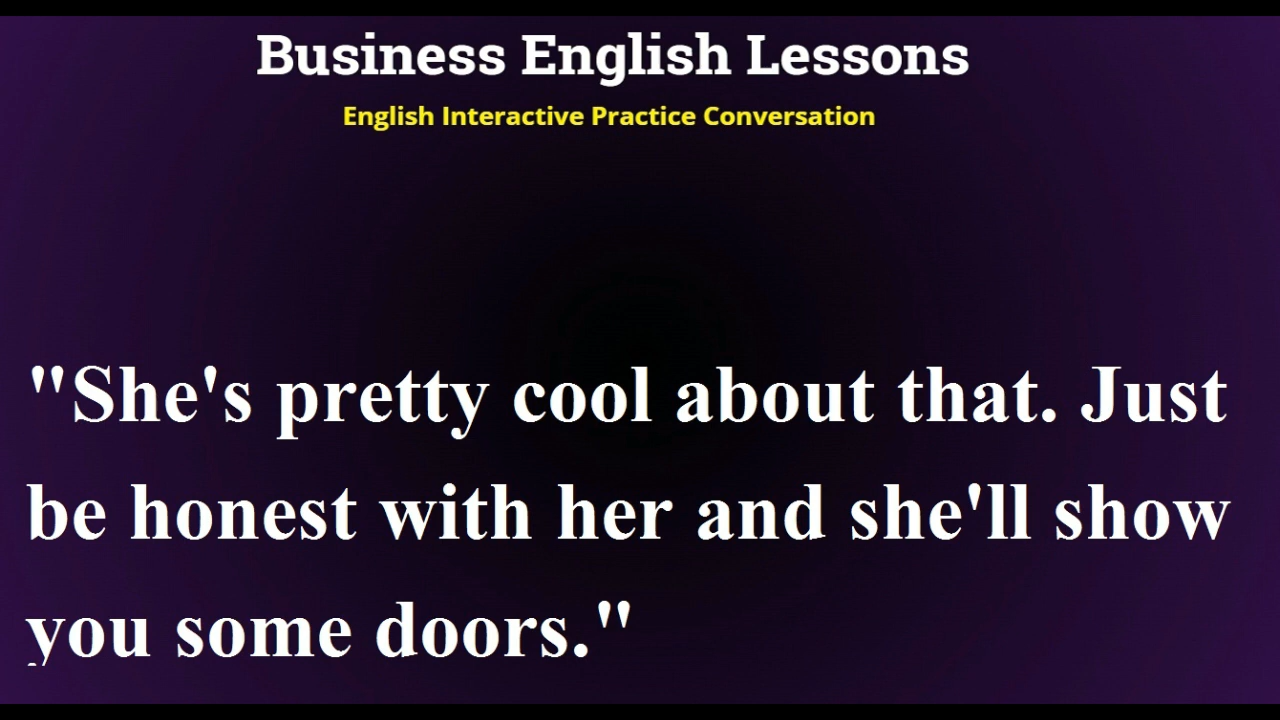 Business English Lessons
English Interactive Practice Conversation
"She's pretty cool about that. Just
be honest with her and she'll show
you some doors."